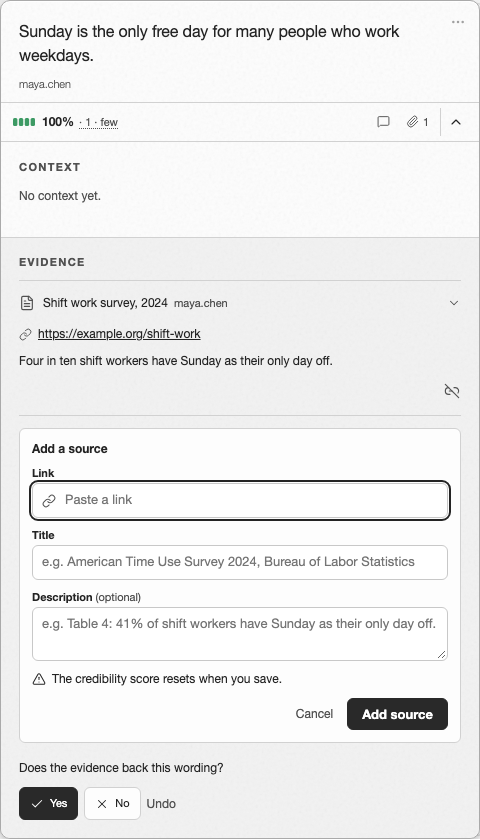 Sunday is the only free day for many people who work
weekdays.
maya.chen
100% · 1 · few
1
CONTEXT
No context yet.
EVIDENCE
Shift work survey, 2024 maya.chen
https://example.org/shift-work
Four in ten shift workers have Sunday as their only day off.
Add a source
Link
Paste a link
Title
e.g. American Time Use Survey 2024, Bureau of Labor Statistics
Description (optional)
e.g. Table 4: 41% of shift workers have Sunday as their only day off.
The credibility score resets when you save.
Cancel Add source
Does the evidence back this wording?
Yes No Undo